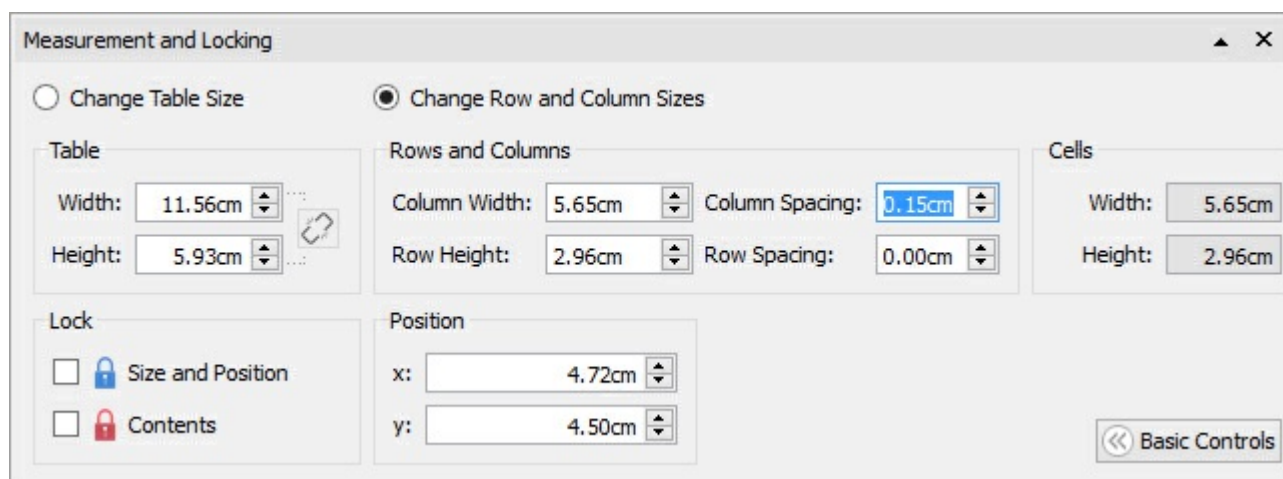 Measurement and Locking
Change Table Size Change Row and Column Sizes
Table Rows and Columns Cells
Width: 11.56cm Column Width: 5.65cm Column Spacing: 0.15cm Width: 5.65cm
Height: 5.93cm Row Height: 2.96cm Row Spacing: 0.00cm Height: 2.96cm
Lock Position
Size and Position x: 4.72cm
Contents y: 4.50cm
Basic Controls